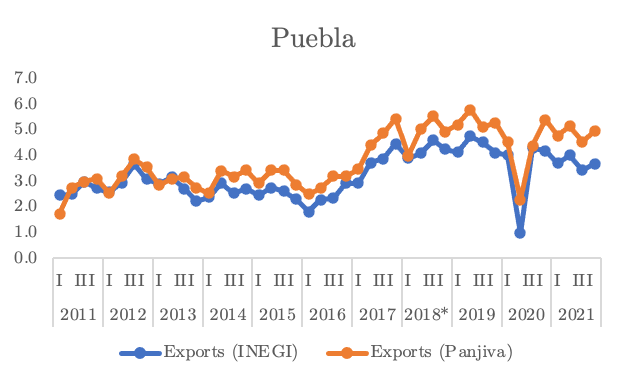 Puebla
7.0
6.0
5.0
4.0
3.0
2.0
1.0
0.0
I III I III I III I III I III I III I III I III I III I III I III
2011 2012 2013 2014 2015 2016 2017 2018* 2019 2020 2021
Exports (INEGI) Exports (Panjiva)